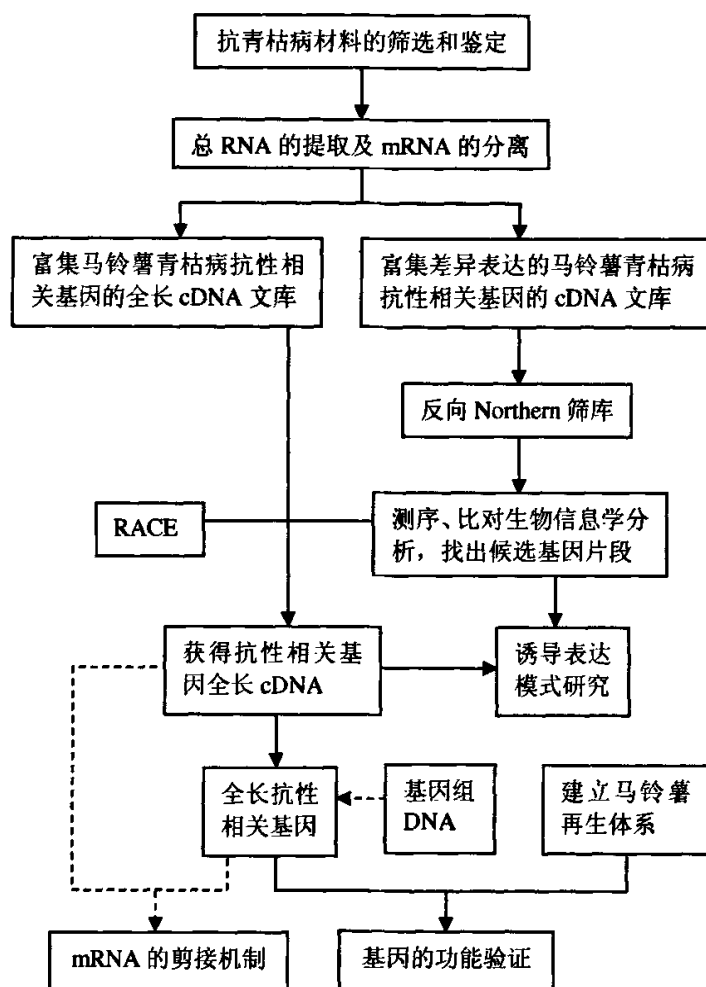 抗青枯病材料的筛选和鉴定
总 RNA 的提取及 mRNA 的分离
富集马铃薯青枯病抗性相
关基因的全长 cDNA 文库
富集差异表达的马铃薯青枯病
抗性相关基因的 cDNA 文库
反向 Northern 筛库
RACE
测序、比对生物信息学分
析，找出候选基因片段
获得抗性相关基
因全长 cDNA
诱导表达
模式研究
全长抗性
相关基因
基因组
DNA
建立马铃薯
再生体系
mRNA 的剪接机制
基因的功能验证